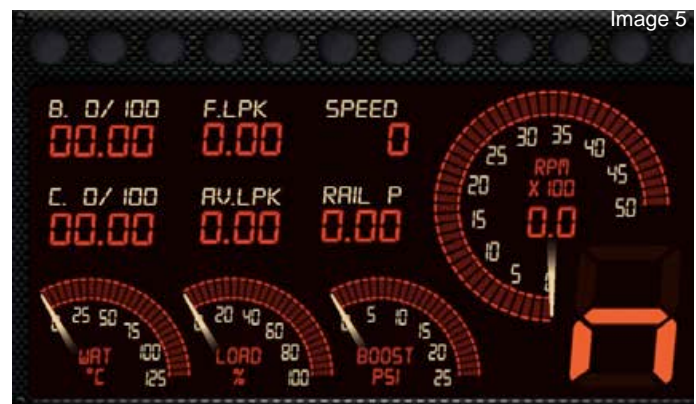 Image 5
B. 0/100 F.LPK SPEED
00.00 0.00 0
C. 0/100 AV.LPK RAIL P
00.00 0.00 0.00
0 5 10 15 20 25 30 35 40 45 50
RPM
X 100
0.0
n
0 25 50 75 100 125
WAT
°C
0 20 40 60 80 100
LOAD
%
0 5 10 15 20 25
BOOST
PSI